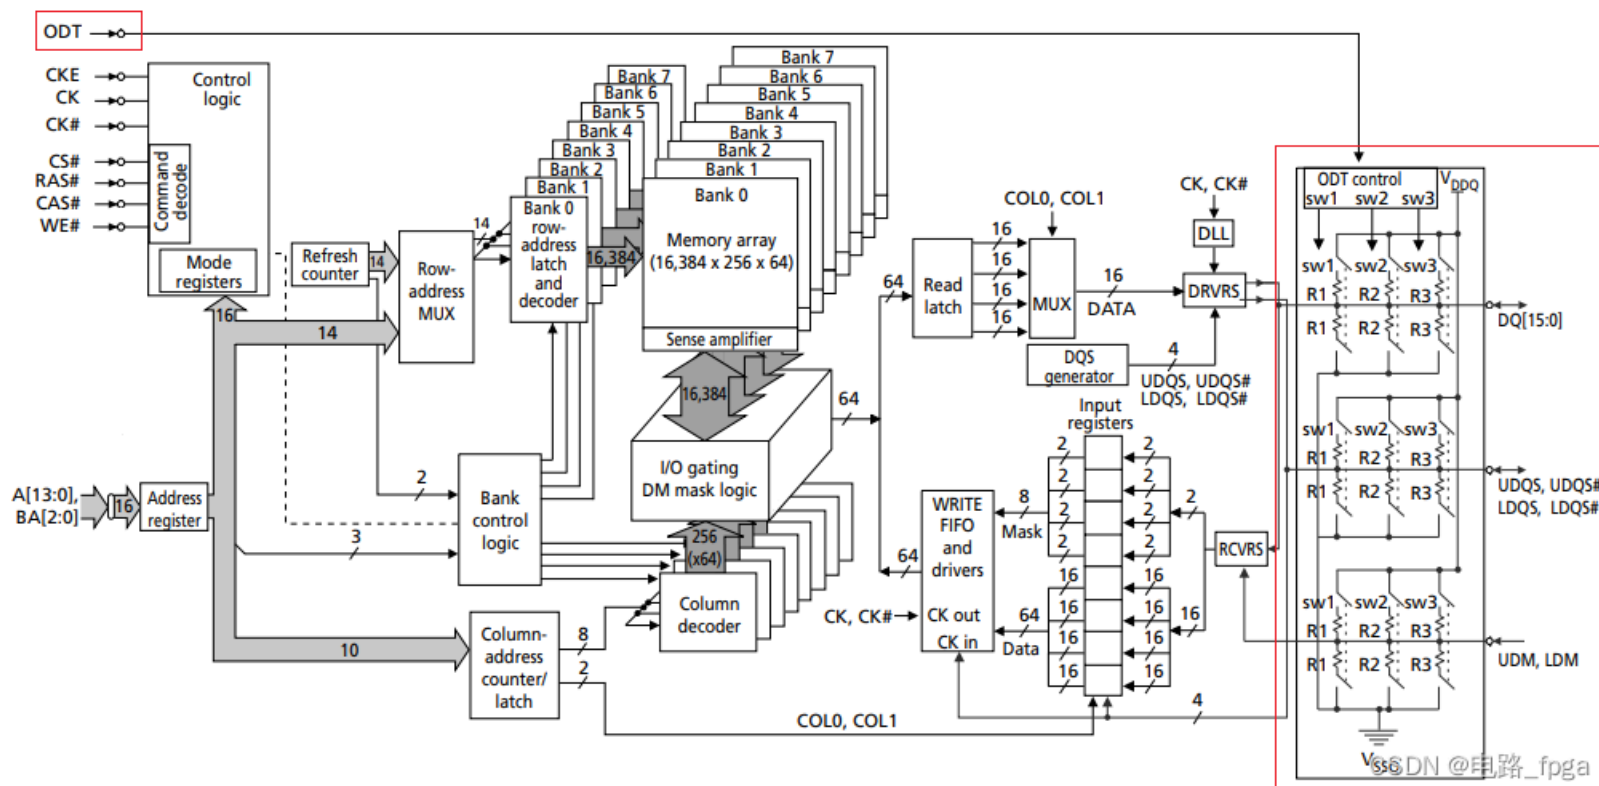 ODT
CKE
CK
CK#
CS#
RAS#
CAS#
WE#
Control
logic
Command
decode
Mode
registers
Refresh
counter
14
16
14
Row-
address
MUX
14
Bank 7
Bank 6
Bank 5
Bank 4
Bank 3
Bank 2
Bank 1
Bank 0
row-
address
latch
and
decoder
16,384
Bank 7
Bank 6
Bank 5
Bank 4
Bank 3
Bank 2
Bank 1
Bank 0
Memory array
(16,384 x 256 x 64)
Sense amplifier
16,384
I/O gating
DM mask logic
256
(x64)
Column
decoder
A[13:0],
BA[2:0]
16
Address
register
2
3
Bank
control
logic
10
Column-
address
counter/
latch
8
2
COL0, COL1
64
64
64
Read
latch
16
16
16
16
COL0, COL1
MUX
16
DATA
CK, CK#
DLL
DRVRS
DQS
generator
4
UDQS, UDQS#
LDQS, LDQS#
Input
registers
2
2
2
2
2
2
2
2
2
16
16
16
16
16
16
16
16
16
WRITE
FIFO
and
drivers
CK out
CK in
CK, CK#
8
Mask
64
Data
RCVRS
4
ODT control
sw1 sw2 sw3
VDDQ
sw1 sw2 sw3
R1 R2 R3
R1 R2 R3
DQ[15:0]
sw1 sw2 sw3
R1 R2 R3
R1 R2 R3
UDQS, UDQS#
LDQS, LDQS#
sw1 sw2 sw3
R1 R2 R3
R1 R2 R3
UDM, LDM
VSSQ
CSDN @电路_fpga